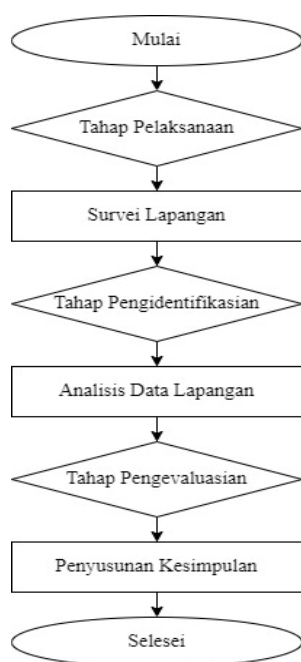 Mulai
Tahap Pelaksanaan
Survei Lapangan
Tahap Pengidentifikasian
Analisis Data Lapangan
Tahap Pengevaluasian
Penyusunan Kesimpulan
Selesei